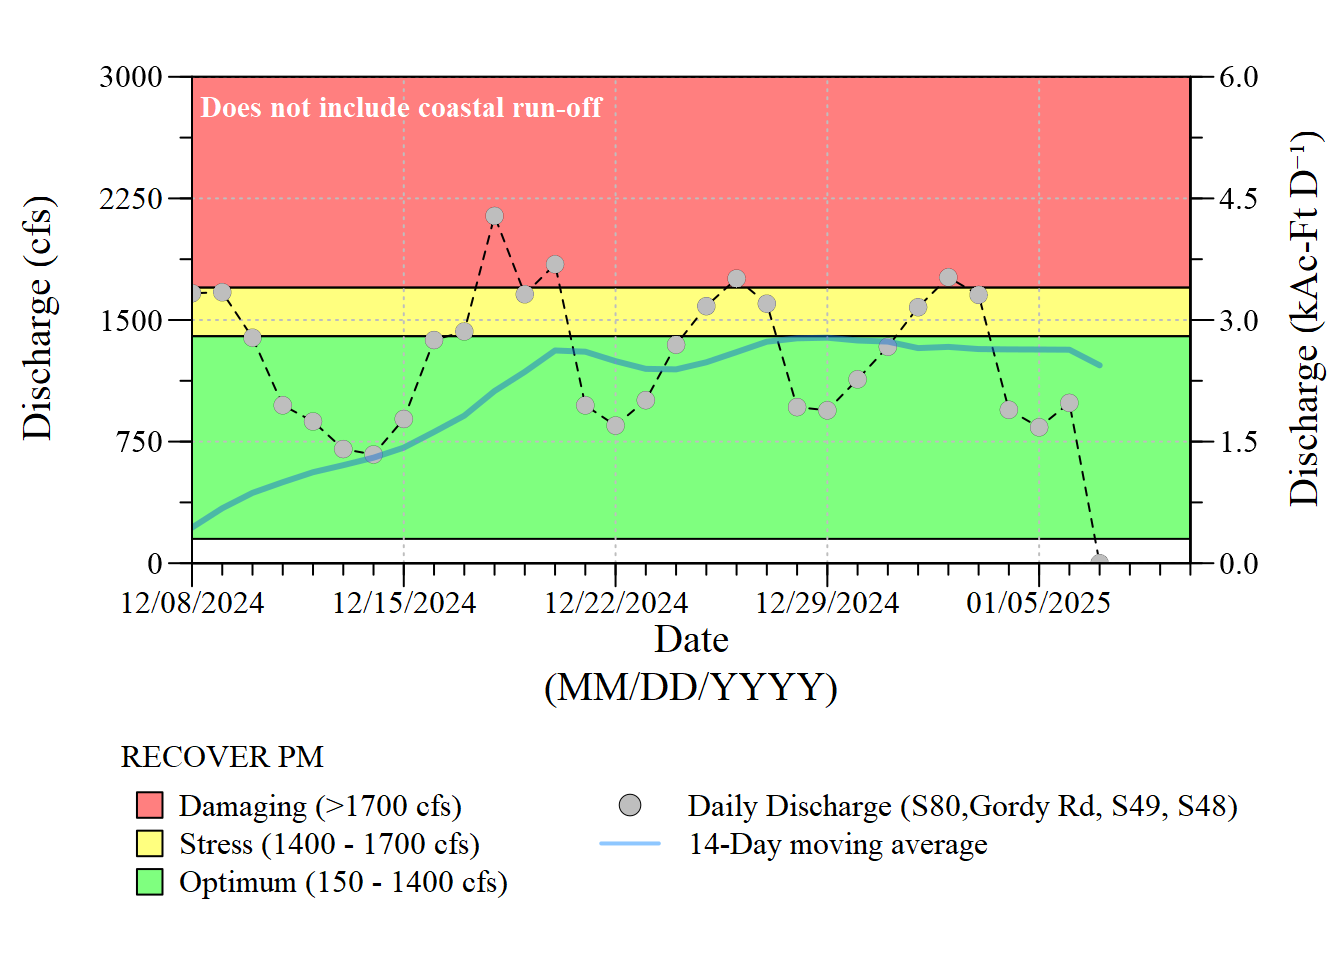 Does not include coastal run-off
3000
2250
1500
750
0
Discharge (cfs)
6.0
4.5
3.0
1.5
0.0
Discharge (kAc-Ft D⁻¹)
12/08/2024
12/15/2024
12/22/2024
12/29/2024
01/05/2025
Date
(MM/DD/YYYY)
RECOVER PM
Damaging (>1700 cfs)
Stress (1400 - 1700 cfs)
Optimum (150 - 1400 cfs)
Daily Discharge (S80,Gordy Rd, S49, S48)
14-Day moving average